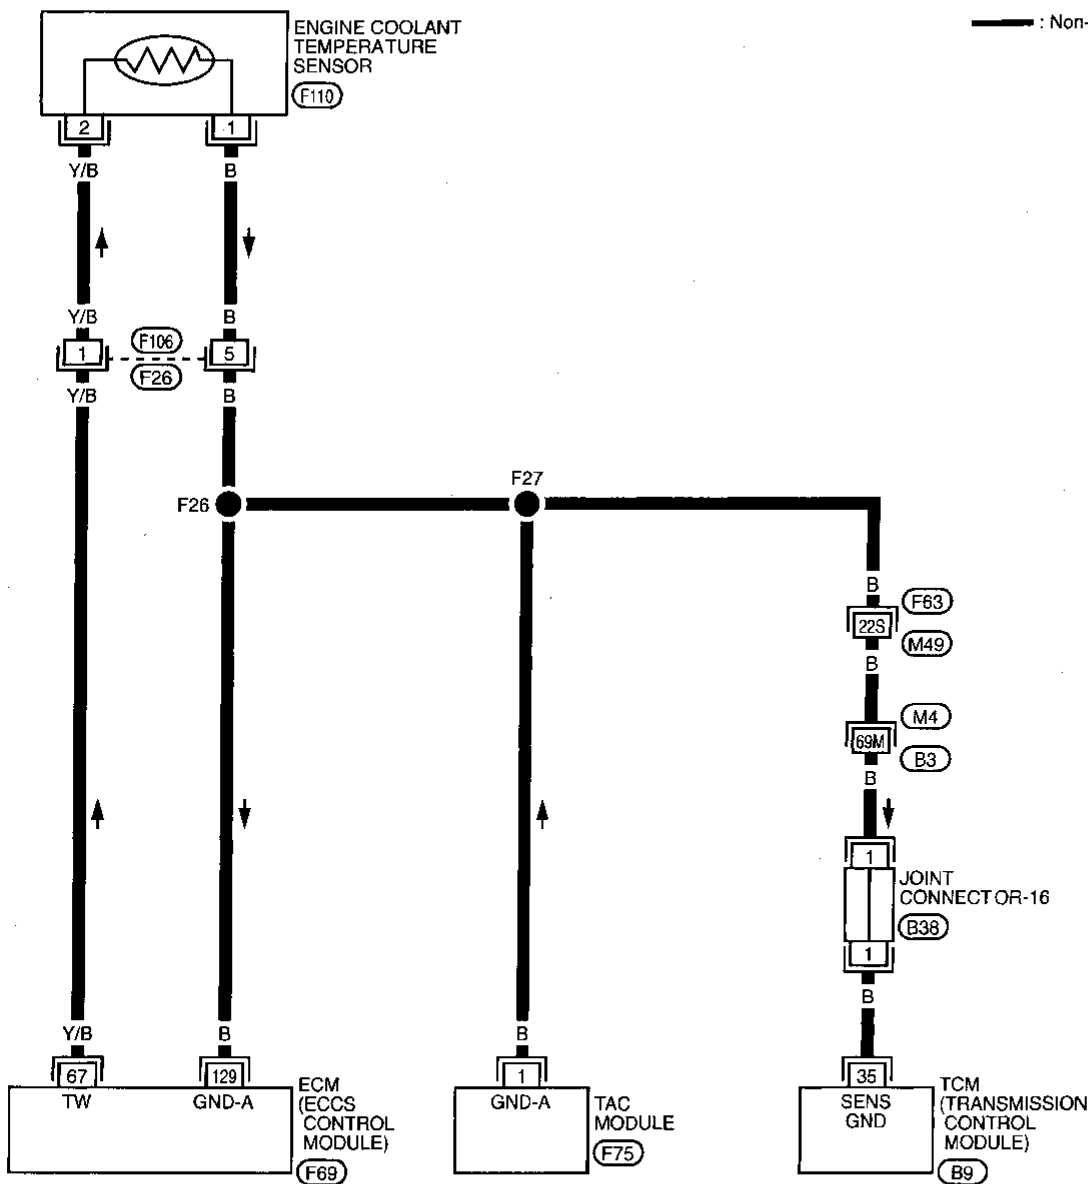 ENGINE COOLANT
TEMPERATURE
SENSOR
F110
: Non-
2
1
Y/B
B
Y/B
B
1
F106
F26
5
Y/B
B
F26
F27
B
F63
22S
M49
B
M4
69M
B3
B
1
JOINT
CONNECTOR-16
B38
1
Y/B
B
B
B
67
129
1
35
TW
GND-A
GND-A
SENS
GND
ECM
(ECCS
CONTROL
MODULE)
F69
TAC
MODULE
F75
TCM
(TRANSMISSION
CONTROL
MODULE)
B9